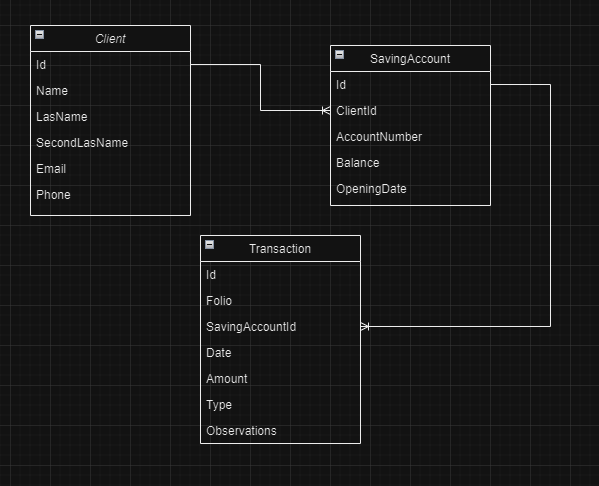 Client
Id
Name
LasName
SecondLasName
Email
Phone
SavingAccount
Id
ClientId
AccountNumber
Balance
OpeningDate
Transaction
Id
Folio
SavingAccountId
Date
Amount
Type
Observations